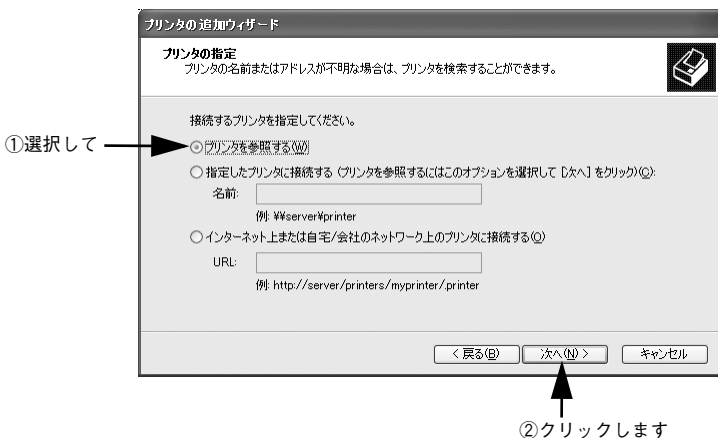 プリンタの追加ウィザード
プリンタの指定
プリンタの名前またはアドレスが不明な場合は、プリンタを検索することができます。
接続するプリンタを指定してください。
①選択して
プリンタを参照する(W)
指定したプリンタに接続する (プリンタを参照するにはこのオプションを選択して [次へ] をクリック)(C):
名前:
例: ¥¥server¥printer
インターネット上または自宅/会社のネットワーク上のプリンタに接続する(O)
URL:
例: http://server/printers/myprinter/.printer
< 戻る(B)
次へ(N) >
キャンセル
②クリックします